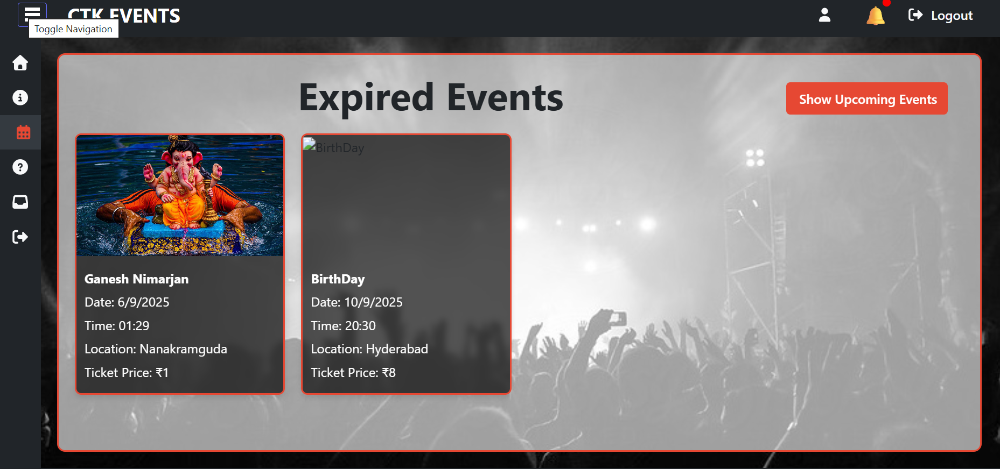 CTK EVENTS
Toggle Navigation
Logout
Expired Events
Show Upcoming Events
BirthDay
Ganesh Nimarjan
Date: 6/9/2025
Time: 01:29
Location: Nanakramguda
Ticket Price: ₹1
BirthDay
Date: 10/9/2025
Time: 20:30
Location: Hyderabad
Ticket Price: ₹8